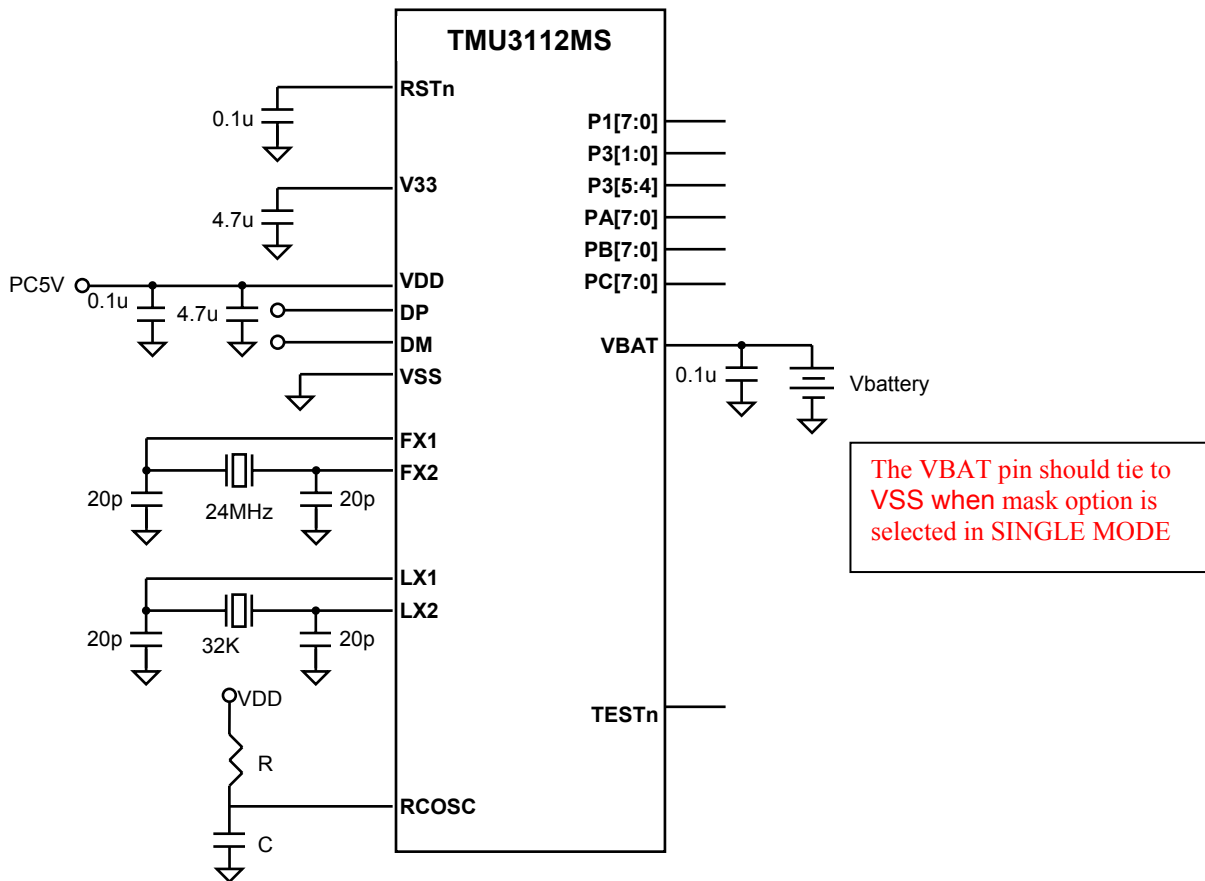 TMU3112MS
RSTn
0.1u
P1[7:0]
P3[1:0]
V33
P3[5:4]
4.7u
PA[7:0]
PB[7:0]
PC[7:0]
VDD
PC5V
0.1u
4.7u
DP
DM
VBAT
VSS
0.1u
Vbattery
FX1
FX2
20p
24MHz
20p
The VBAT pin should tie to
VSS when mask option is
selected in SINGLE MODE
LX1
LX2
20p
32K
20p
VDD
TESTn
R
RCOSC
C